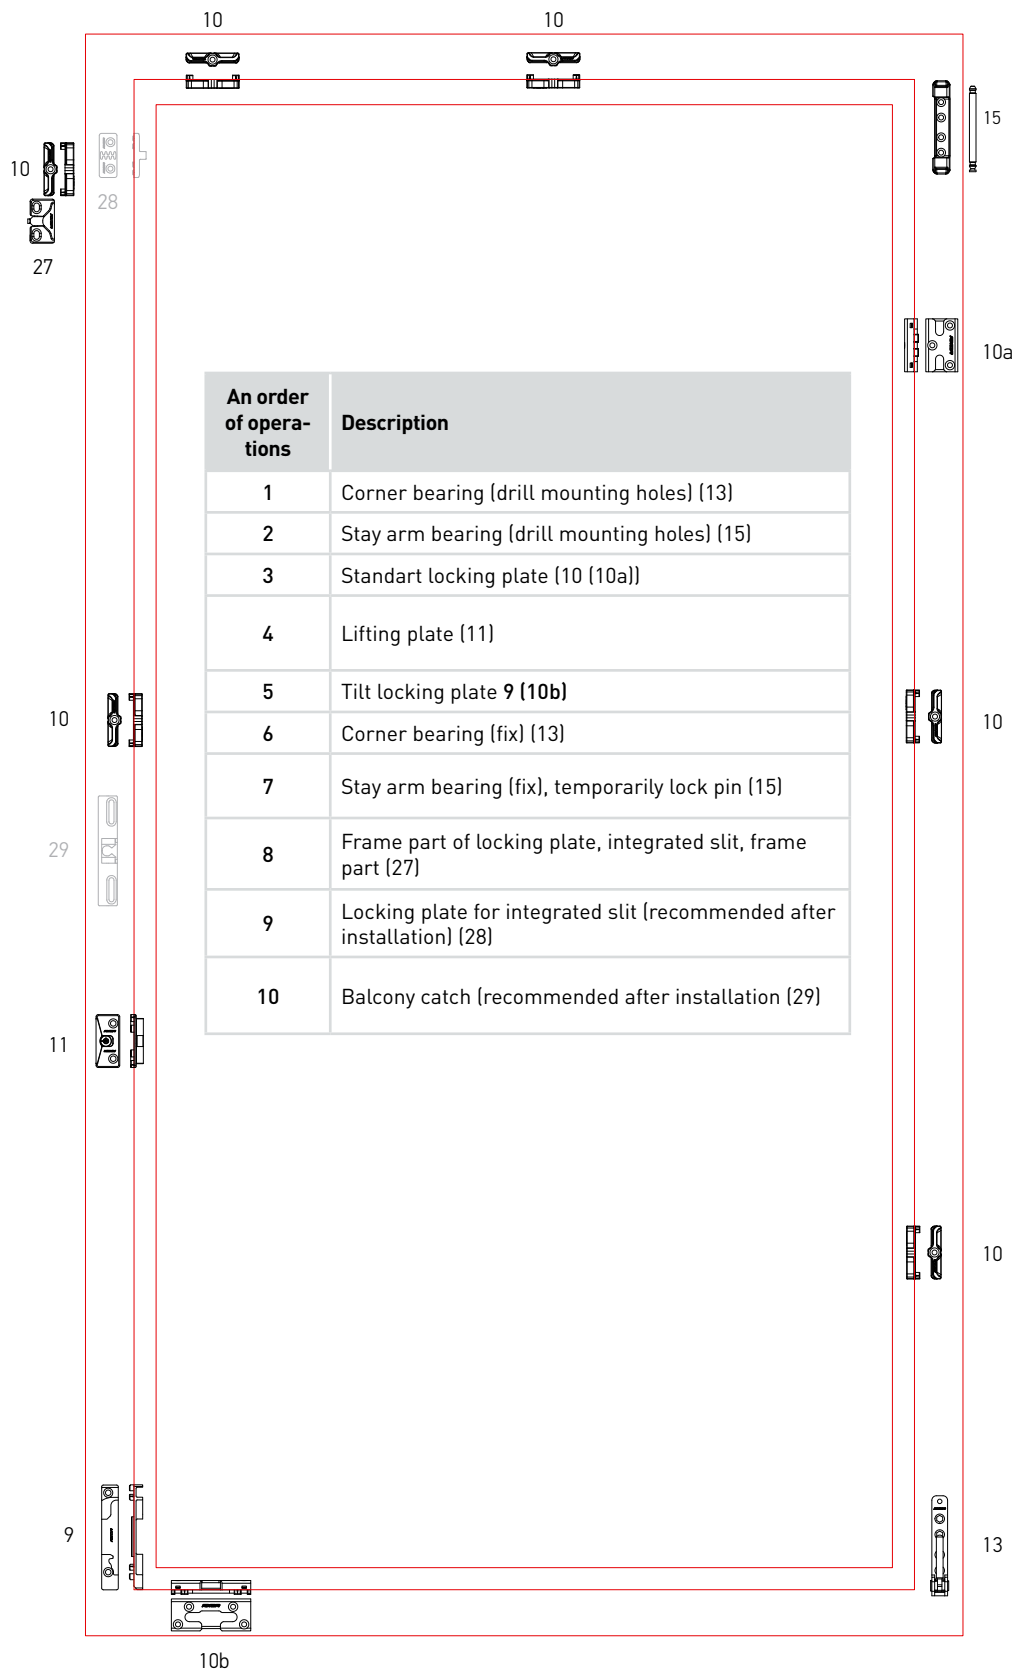 10 10
15
10
28
27
10a
An order
of opera-
tions
Description
1 Corner bearing (drill mounting holes) (13)
2 Stay arm bearing (drill mounting holes) (15)
3 Standart locking plate (10 (10a))
4 Lifting plate (11)
5 Tilt locking plate 9 (10b)
6 Corner bearing (fix) (13)
7 Stay arm bearing (fix), temporarily lock pin (15)
8 Frame part of locking plate, integrated slit, frame
part (27)
9 Locking plate for integrated slit (recommended after
installation) (28)
10 Balcony catch (recommended after installation (29)
10 10
29
11
10
9
13
10b